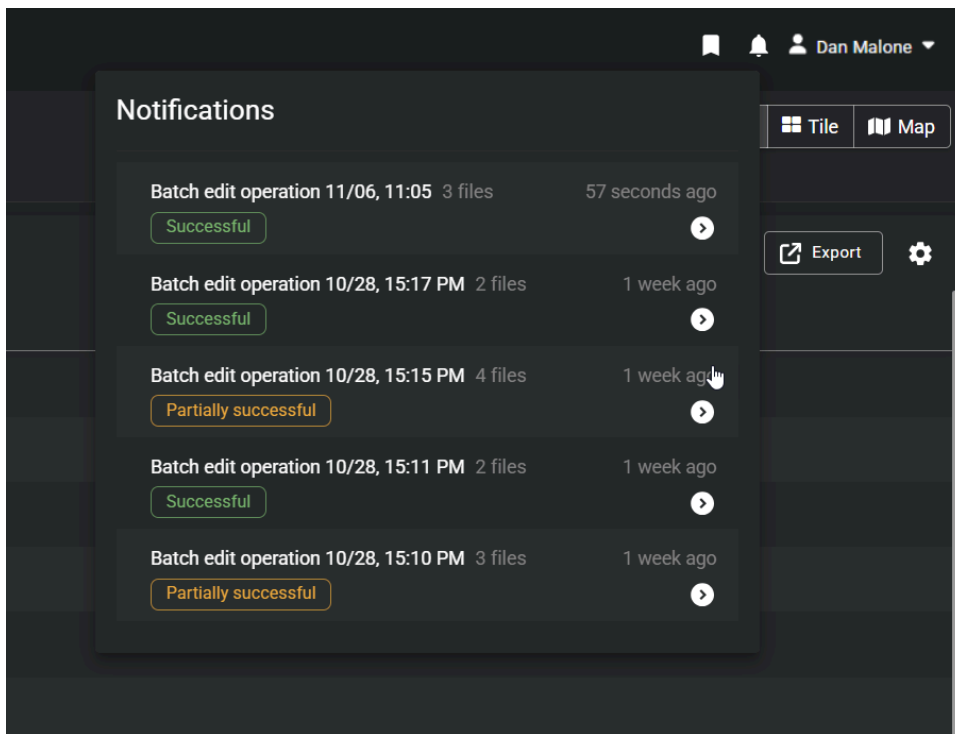 Dan Malone
Notifications
Tile Map
Batch edit operation 11/06, 11:05 3 files 57 seconds ago
Successful
Export
Batch edit operation 10/28, 15:17 PM 2 files 1 week ago
Successful
Batch edit operation 10/28, 15:15 PM 4 files 1 week ago
Partially successful
Batch edit operation 10/28, 15:11 PM 2 files 1 week ago
Successful
Batch edit operation 10/28, 15:10 PM 3 files 1 week ago
Partially successful